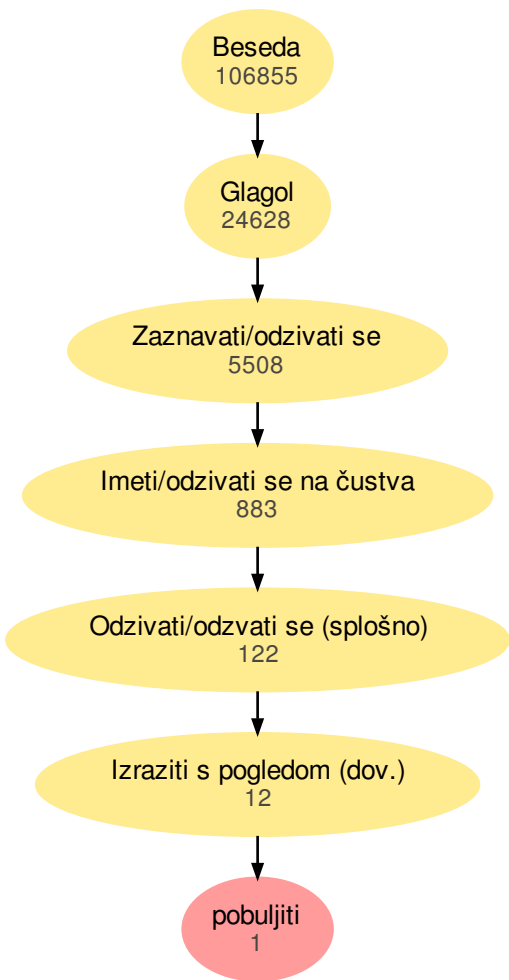 Beseda
106855
Glagol
24628
Zaznavati/odzivati se
5508
Imeti/odzivati se na čustva
883
Odzivati/odzvati se (splošno)
122
Izraziti s pogledom (dov.)
12
pobuljiti
1